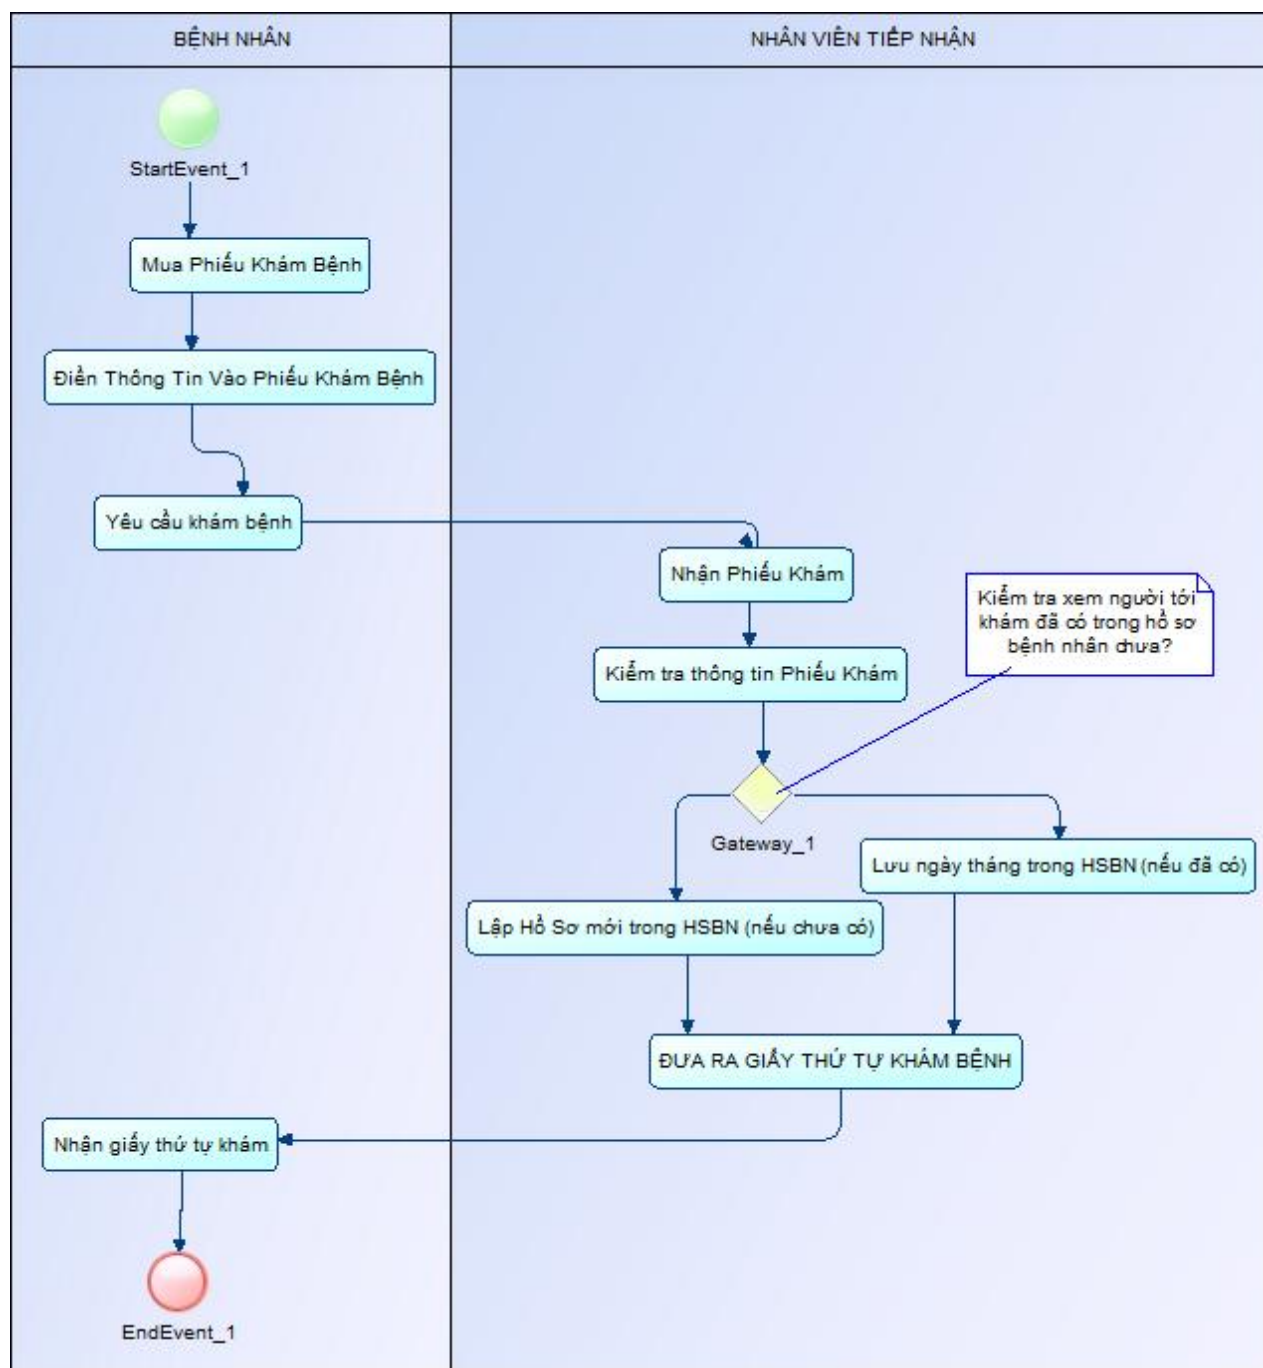 BỆNH NHÂN
NHÂN VIÊN TIẾP NHẬN
StartEvent_1
Mua Phiếu Khám Bệnh
Điền Thông Tin Vào Phiếu Khám Bệnh
Yêu cầu khám bệnh
Nhận Phiếu Khám
Kiểm tra xem người tới
khám đã có trong hồ sơ
bệnh nhân chưa?
Kiểm tra thông tin Phiếu Khám
Gateway_1
Lưu ngày tháng trong HSBN (nếu đã có)
Lập Hồ Sơ mới trong HSBN (nếu chưa có)
ĐƯA RA GIẤY THỨ TỰ KHÁM BỆNH
Nhận giấy thứ tự khám
EndEvent_1